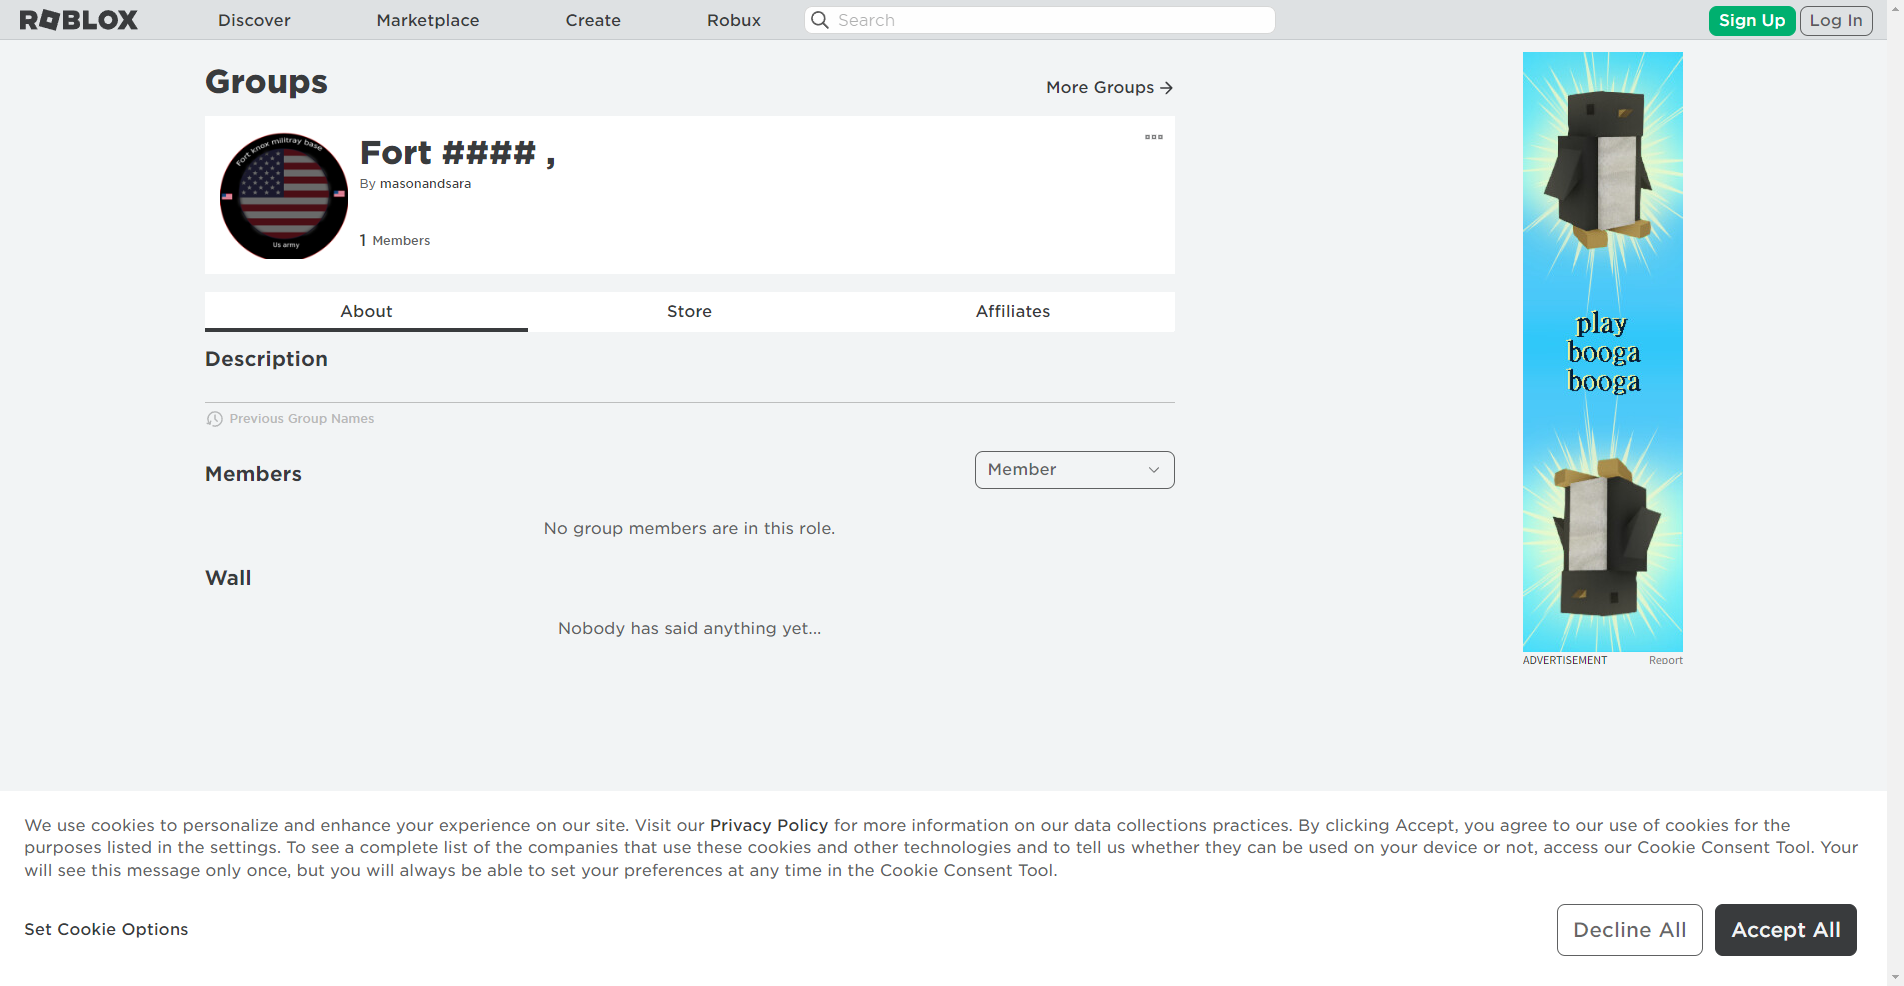 ROBLOX
Discover
Marketplace
Create
Robux
Search
Sign Up
Log In
Groups
More Groups
Fort knox militray base
Us army
Fort #### ,
By masonandsara
1 Members
About
Store
Affiliates
Description
Previous Group Names
Members
Member
No group members are in this role.
Wall
Nobody has said anything yet...
play
booga
booga
ADVERTISEMENT
Report
We use cookies to personalize and enhance your experience on our site. Visit our Privacy Policy for more information on our data collections practices. By clicking Accept, you agree to our use of cookies for the
purposes listed in the settings. To see a complete list of the companies that use these cookies and other technologies and to tell us whether they can be used on your device or not, access our Cookie Consent Tool. Your
will see this message only once, but you will always be able to set your preferences at any time in the Cookie Consent Tool.
Set Cookie Options
Decline All
Accept All